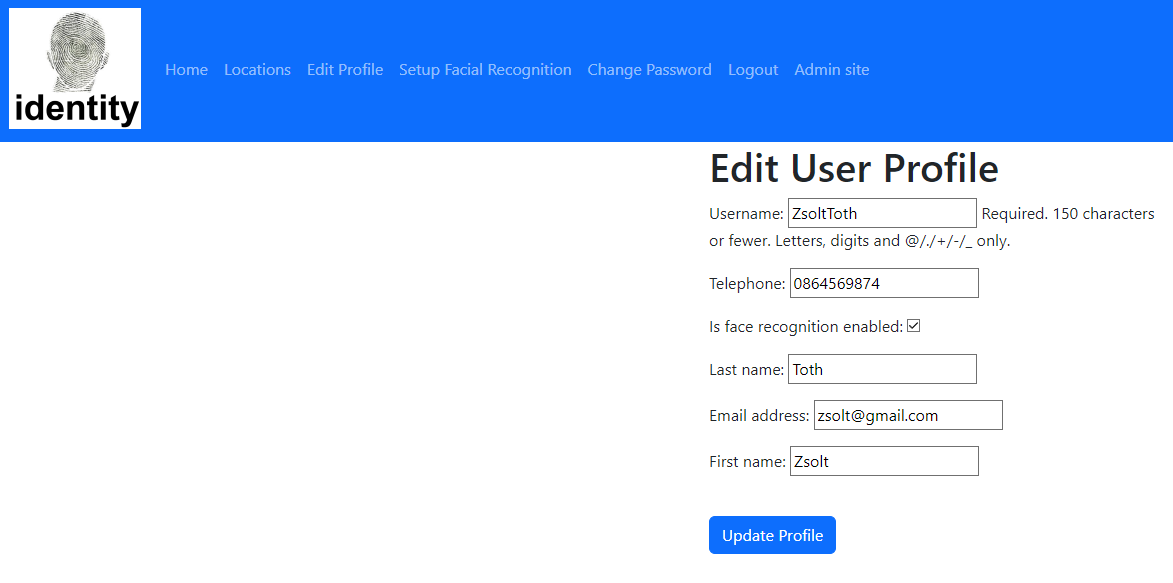 identity
Home Locations Edit Profile Setup Facial Recognition Change Password Logout Admin site
Edit User Profile
Username: ZsoltToth Required. 150 characters
or fewer. Letters, digits and @/./+/-/_ only.
Telephone: 0864569874
Is face recognition enabled:
Last name: Toth
Email address: zsolt@gmail.com
First name: Zsolt
Update Profile